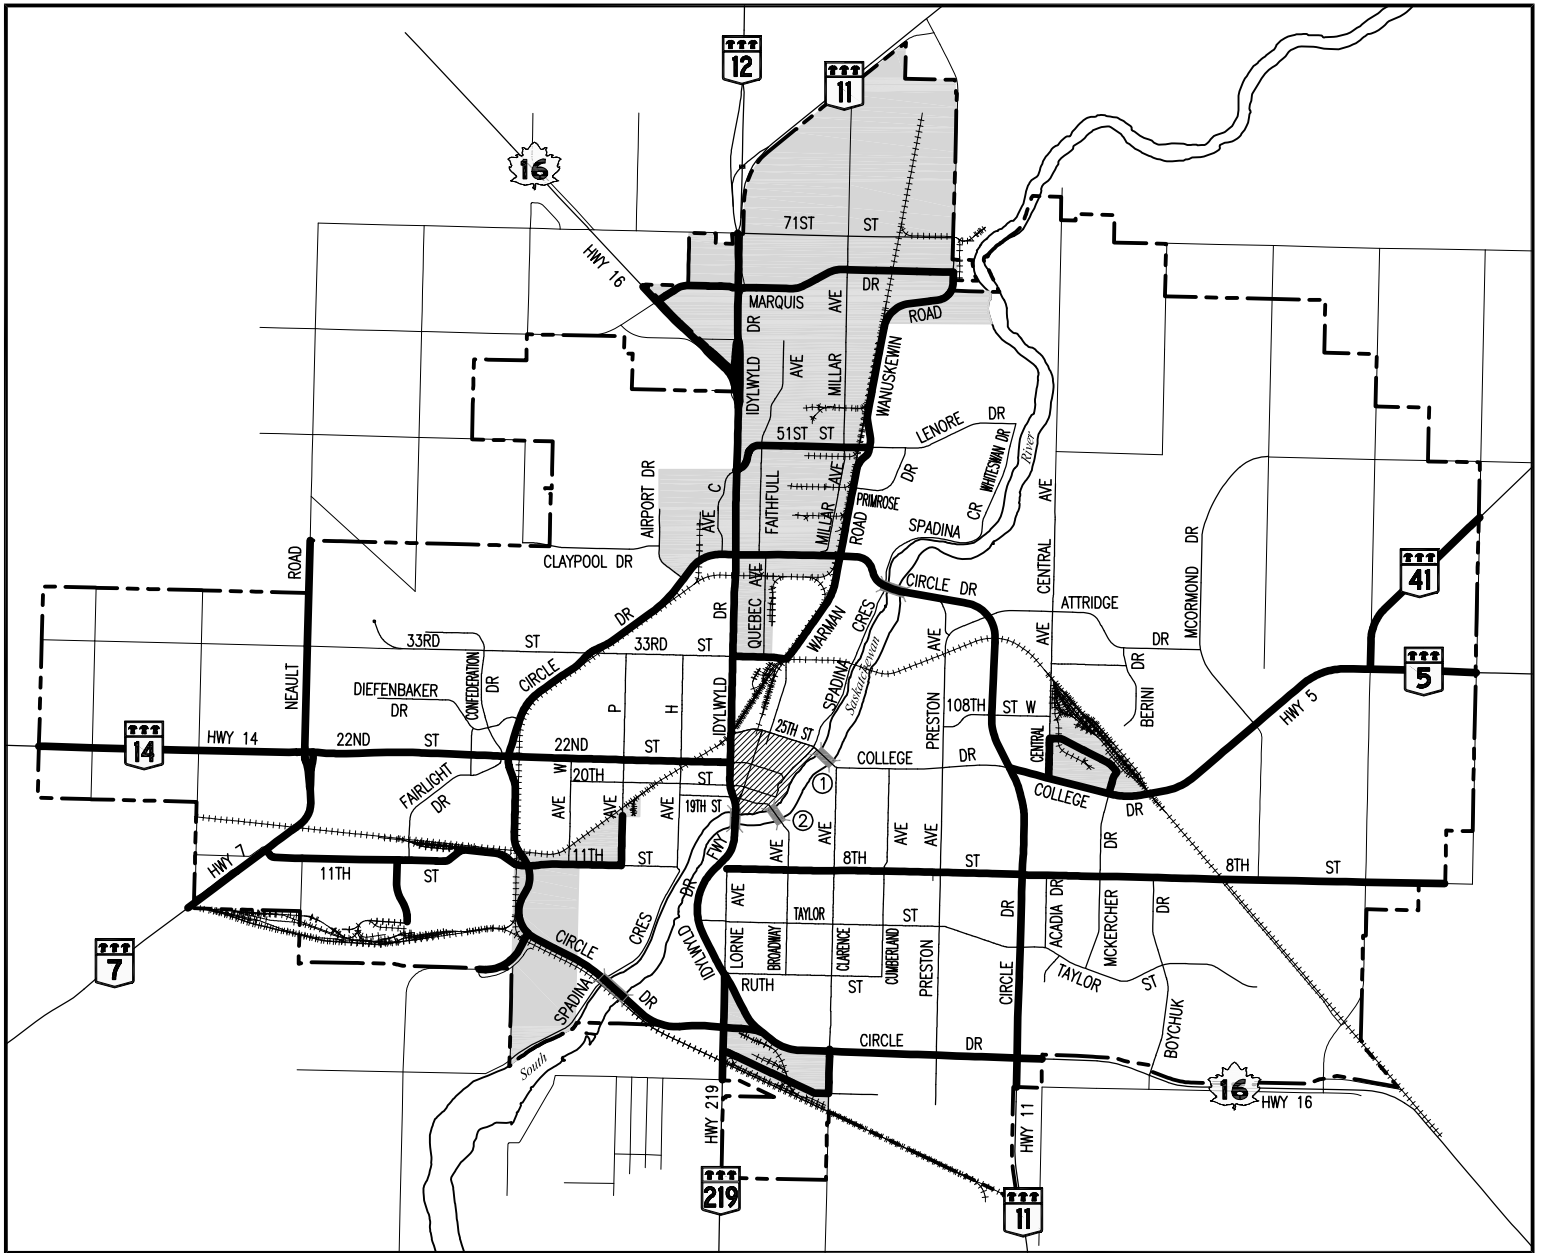 12
11
16
HWY 16
71ST ST
MARQUIS DR
ROAD
IDYLWYLD DR
AVE
MILLAR AVE
WANUSKEWIN
LENORE DR
51ST ST
WHITESWAN DR
River
AIRPORT DR
AVE C
FAITHFULL
MILLAR AVE
PRIMROSE DR
ROAD
SPADINA CR
CENTRAL AVE
MCORMOND DR
CLAYPOOL DR
NEAULT ROAD
QUEBEC AVE
CIRCLE DR
41
CIRCLE DR
WARMAN
SPADINA CRES
Saskatchewan
ATTRIDGE DR
AVE
33RD ST
33RD ST
DR
CONFEDERATION DR
DIEFENBAKER DR
P
H
IDYLWYLD
PRESTON AVE
108TH ST W
BERINI DR
5
HWY 5
14
HWY 14
22ND ST
22ND ST
25TH ST
COLLEGE DR
CENTRAL
1
W
20TH ST
FAIRLIGHT DR
AVE
AVE
AVE
19TH ST
2
COLLEGE DR
FWY
AVE
AVE
AVE
AVE
DR
HWY 7
11TH ST
11TH ST
8TH ST
8TH ST
7
CIRCLE DR
SPADINA CRES
DR
IDYLWYLD
LORNE AVE
BROADWAY
TAYLOR ST
CLARENCE
CUMBERLAND
PRESTON
CIRCLE DR
ACADIA DR
MCKERCHER
DR
TAYLOR ST
RUTH ST
BOYCHUK
South
CIRCLE DR
16
HWY 16
HWY 219
HWY 11
219
11